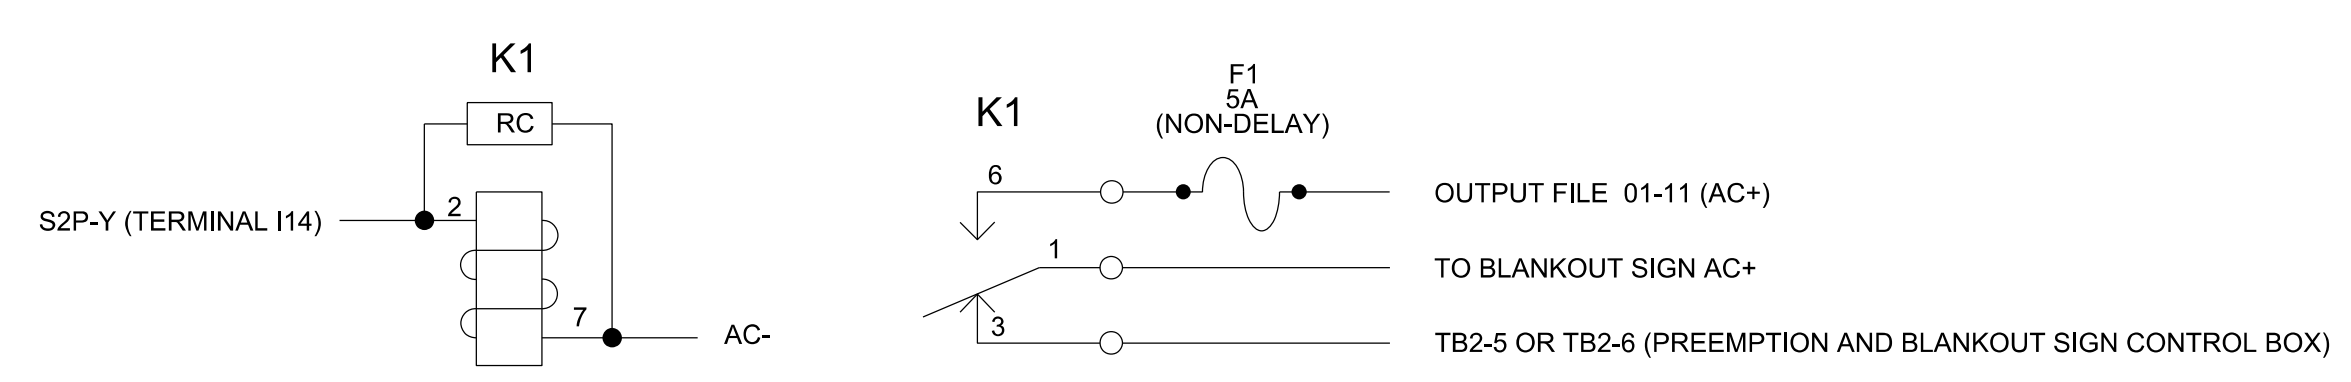 K1
RC
S2P-Y (TERMINAL I14)
2
7
AC-
K1
F1
5A
(NON-DELAY)
6
OUTPUT FILE 01-11 (AC+)
1
TO BLANKOUT SIGN AC+
3
TB2-5 OR TB2-6 (PREEMPTION AND BLANKOUT SIGN CONTROL BOX)